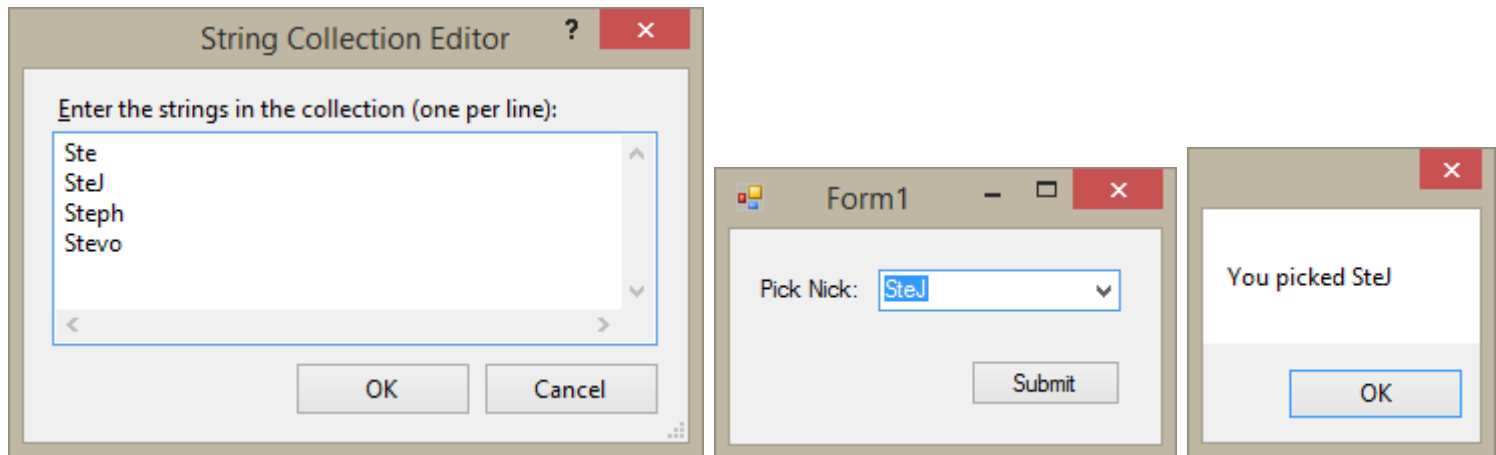 String Collection Editor ?
Enter the strings in the collection (one per line):
Ste
SteJ
Steph
Stevo
OK Cancel
Form1
Pick Nick: SteJ
Submit
You picked SteJ
OK